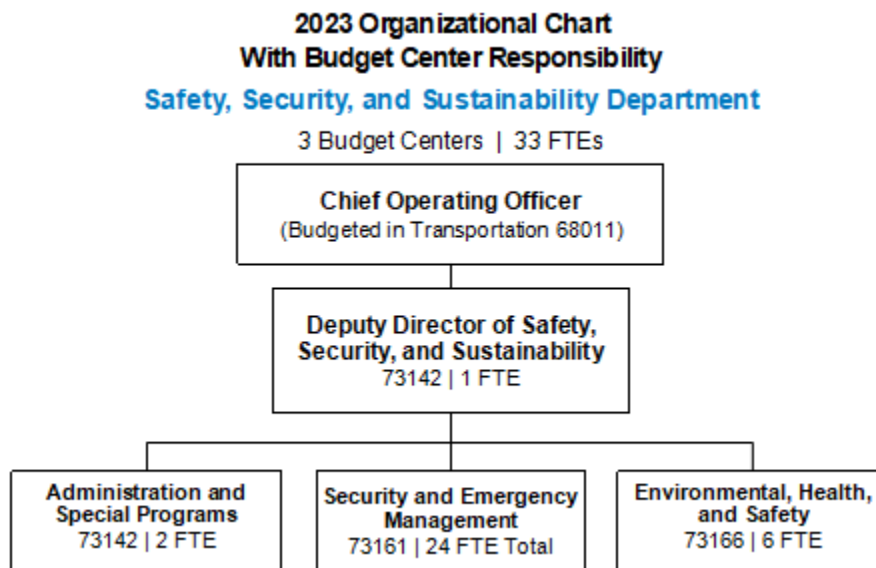 2023 Organizational Chart
With Budget Center Responsibility
Safety, Security, and Sustainability Department
3 Budget Centers | 33 FTEs
Chief Operating Officer
(Budgeted in Transportation 68011)
Deputy Director of Safety,
Security, and Sustainability
73142 | 1 FTE
Administration and
Special Programs
73142 | 2 FTE
Security and Emergency
Management
73161 | 24 FTE Total
Environmental, Health,
and Safety
73166 | 6 FTE